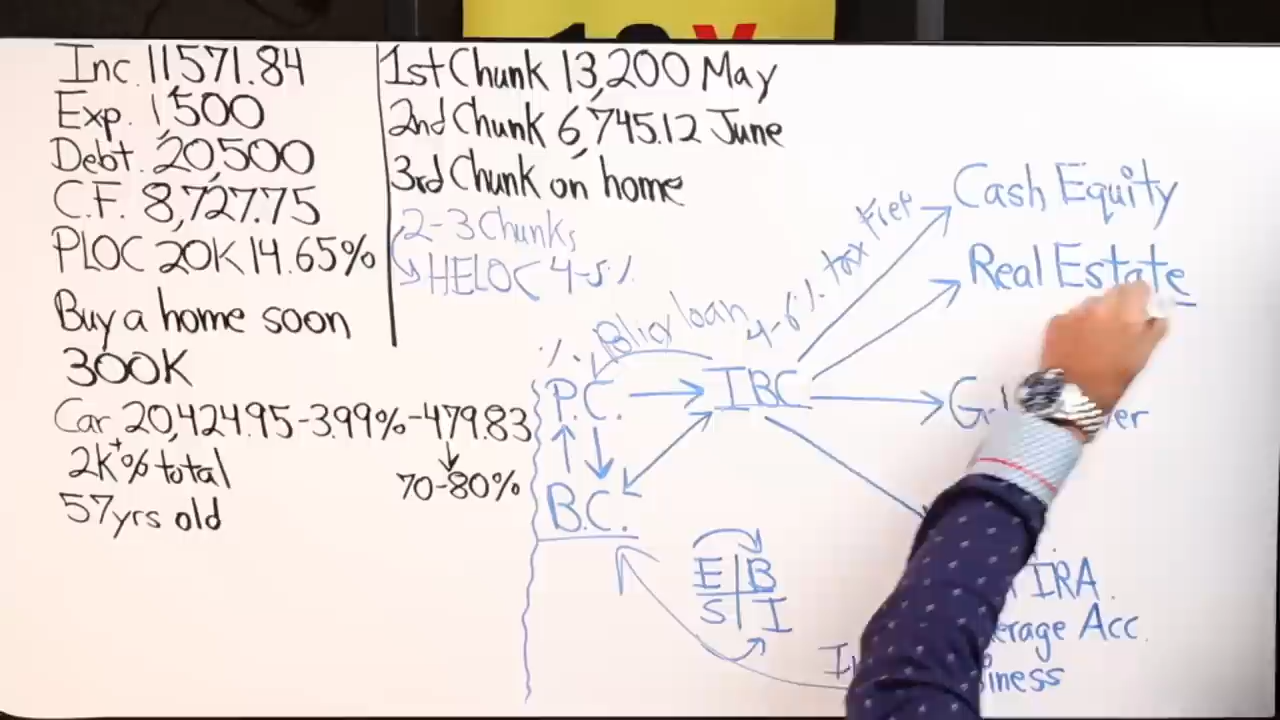 Inc. 11571.84
Exp. 1,500
Debt. 20,500
C.F. 8,727.75
PLOC 20K 14.65%
Buy a home soon
300K
Car 20,424.95-3.99%-479.83
2K+% total
70-80%
57yrs old
1st Chunk 13,200 May
2nd Chunk 6,745.12 June
3rd Chunk on home
2-3 Chunks
HELOC 4-5%
%.
Policy loan
4-6% tax free
P.C.
IBC
B.C.
E B
S I
Cash Equity
Real Estate
IRA.
Acc.